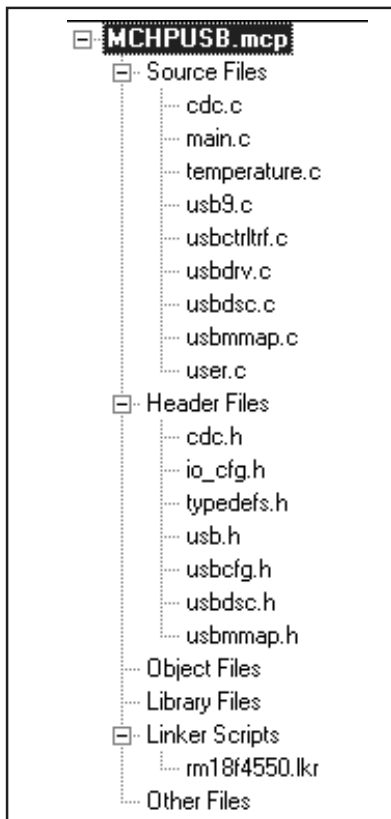 MCHPUSB.mcp
Source Files
cdc.c
main.c
temperature.c
usb9.c
usbctrltrf.c
usbdrv.c
usbdsc.c
usbmmap.c
user.c
Header Files
cdc.h
io_cfg.h
typedefs.h
usb.h
usbcfg.h
usbdsc.h
usbmmap.h
Object Files
Library Files
Linker Scripts
rm18f4550.lkr
Other Files